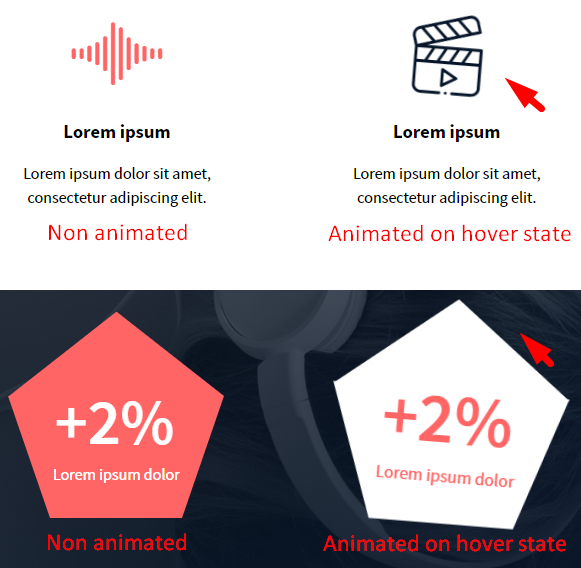 Lorem ipsum
Lorem ipsum dolor sit amet,
consectetur adipiscing elit.
Non animated
Lorem ipsum
Lorem ipsum dolor sit amet,
consectetur adipiscing elit.
Animated on hover state
+2%
Lorem ipsum dolor
Non animated
+2%
Lorem ipsum dolor
Animated on hover state